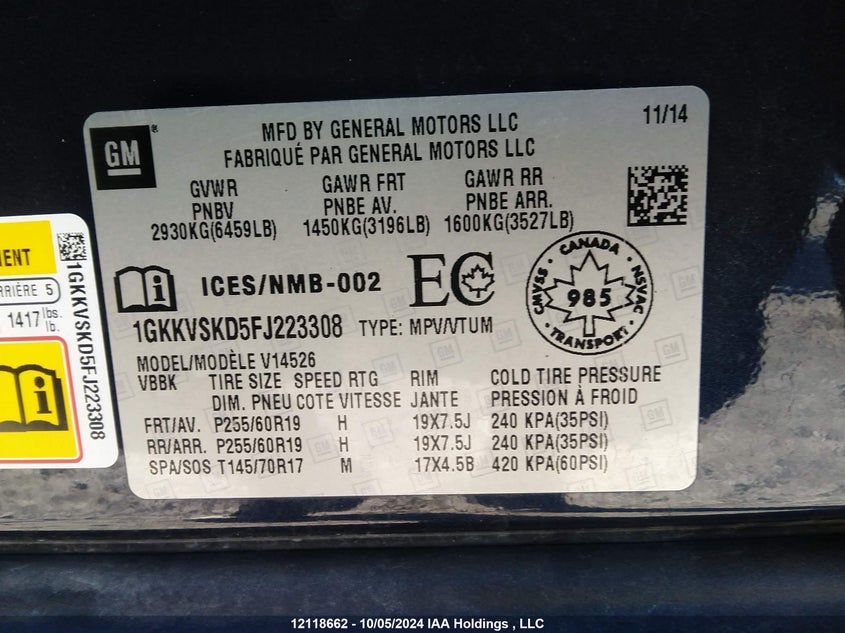 GM
MFD BY GENERAL MOTORS LLC
FABRIQUÉ PAR GENERAL MOTORS LLC
11/14
GVWR GAWR FRT GAWR RR
PNBV PNBE AV. PNBE ARR.
2930KG(6459LB) 1450KG(3196LB) 1600KG(3527LB)
ICES/NMB-002 EC
CANADA
CMVSS 985 NSVAC
TRANSPORT
1GKKVSKD5FJ223308 TYPE: MPV/VTUM
MODEL/MODÈLE V14526
VBBK TIRE SIZE SPEED RTG RIM COLD TIRE PRESSURE
DIM. PNEU COTE VITESSE JANTE PRESSION À FROID
FRT/AV. P255/60R19 H 19X7.5J 240 KPA(35PSI)
RR/ARR. P255/60R19 H 19X7.5J 240 KPA(35PSI)
SPA/SOS T145/70R17 M 17X4.5B 420 KPA(60PSI)
RRIÈRE 5
1417 lbs.
lb.
1GKKVSKD5FJ223308
12118662 - 10/05/2024 IAA Holdings , LLC